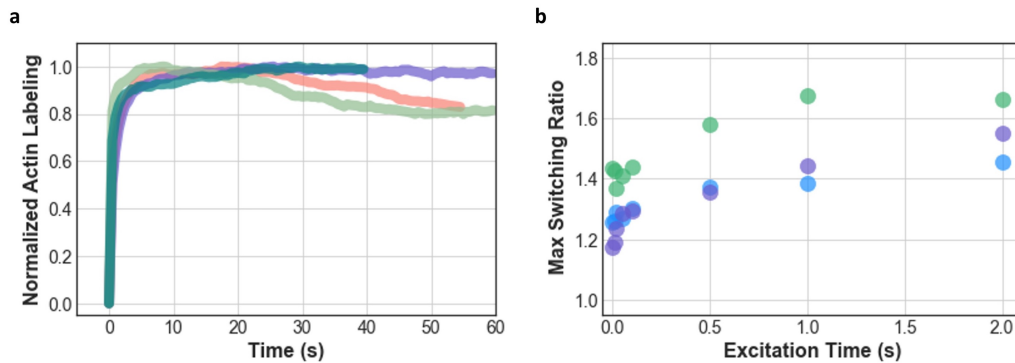 a
Normalized Actin Labeling
1.0
0.8
0.6
0.4
0.2
0.0
0 10 20 30 40 50 60
Time (s)
b
Max Switching Ratio
1.8
1.6
1.4
1.2
1.0
0.0 0.5 1.0 1.5 2.0
Excitation Time (s)